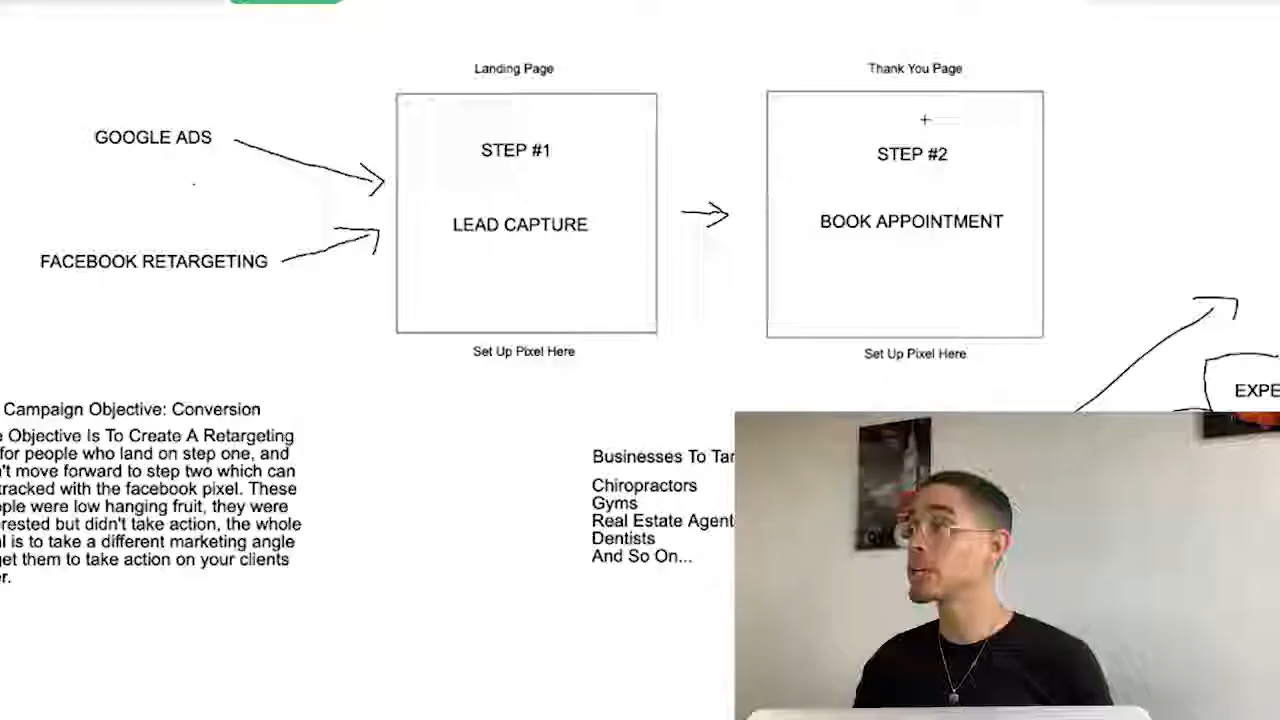 Landing Page
Thank You Page
GOOGLE ADS
STEP #1
STEP #2
LEAD CAPTURE
BOOK APPOINTMENT
FACEBOOK RETARGETING
Set Up Pixel Here
Set Up Pixel Here
EXPE
Campaign Objective: Conversion
e Objective Is To Create A Retargeting
for people who land on step one, and
't move forward to step two which can
tracked with the facebook pixel. These
ple were low hanging fruit, they were
rested but didn't take action, the whole
l is to take a different marketing angle
get them to take action on your clients
r.
Businesses To Tar
Chiropractors
Gyms
Real Estate Agent
Dentists
And So On...